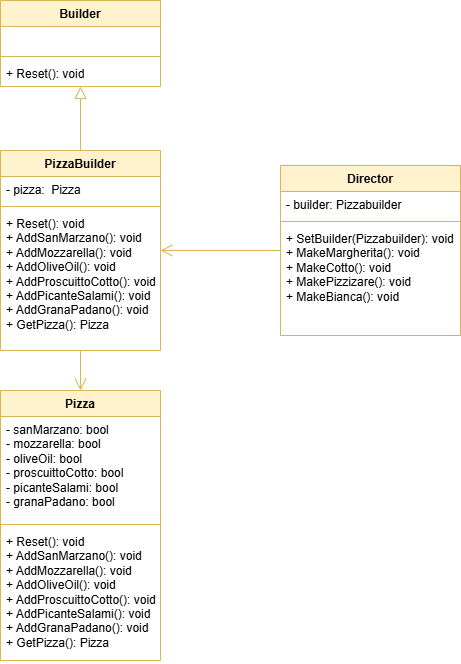 Builder
+ Reset(): void
PizzaBuilder
- pizza: Pizza
+ Reset(): void
+ AddSanMarzano(): void
+ AddMozzarella(): void
+ AddOliveOil(): void
+ AddProscuittoCotto(): void
+ AddPicanteSalami(): void
+ AddGranaPadano(): void
+ GetPizza(): Pizza
Director
- builder: Pizzabuilder
+ SetBuilder(Pizzabuilder): void
+ MakeMargherita(): void
+ MakeCotto(): void
+ MakePizzizare(): void
+ MakeBianca(): void
Pizza
- sanMarzano: bool
- mozzarella: bool
- oliveOil: bool
- proscuittoCotto: bool
- picanteSalami: bool
- granaPadano: bool
+ Reset(): void
+ AddSanMarzano(): void
+ AddMozzarella(): void
+ AddOliveOil(): void
+ AddProscuittoCotto(): void
+ AddPicanteSalami(): void
+ AddGranaPadano(): void
+ GetPizza(): Pizza